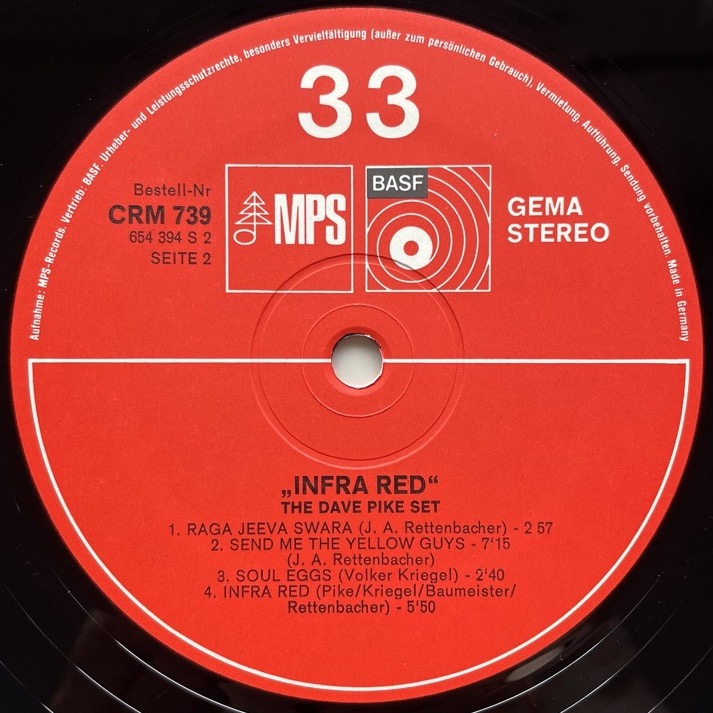 Aufnahme: MPS-Records. Vertrieb: BASF. Urheber- und Leistungsschutzrechte, besonders Vervielfältigung (außer zum persönlichen Gebrauch), Vermietung, Aufführung, Sendung vorbehalten. Made in Germany
33
Bestell-Nr
CRM 739
654 394 S 2
SEITE 2
MPS
BASF
GEMA
STEREO
„INFRA RED“
THE DAVE PIKE SET
1. RAGA JEEVA SWARA (J. A. Rettenbacher) - 2 57
2. SEND ME THE YELLOW GUYS - 7‘15
(J. A. Rettenbacher)
3. SOUL EGGS (Volker Kriegel) - 2‘40
4. INFRA RED (Pike/Kriegel/Baumeister/
Rettenbacher) - 5‘50